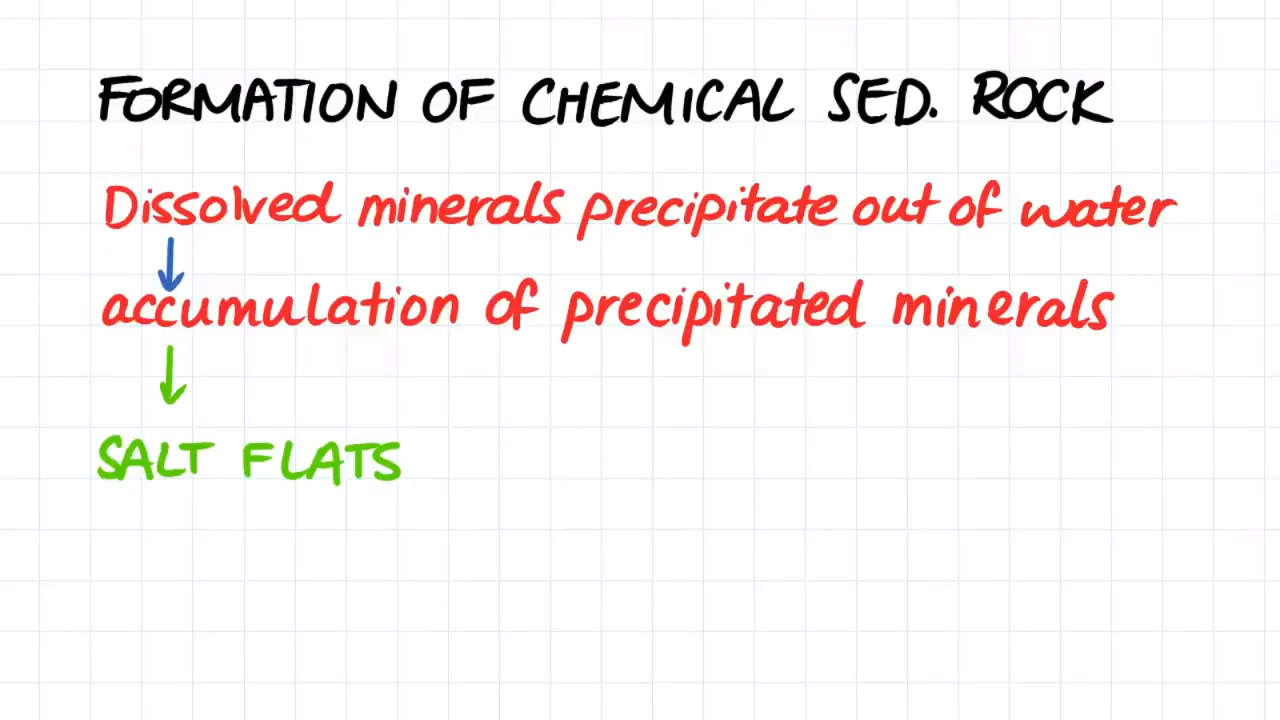 FORMATION OF CHEMICAL SED. ROCK
Dissolved minerals precipitate out of water
accumulation of precipitated minerals
SALT FLATS